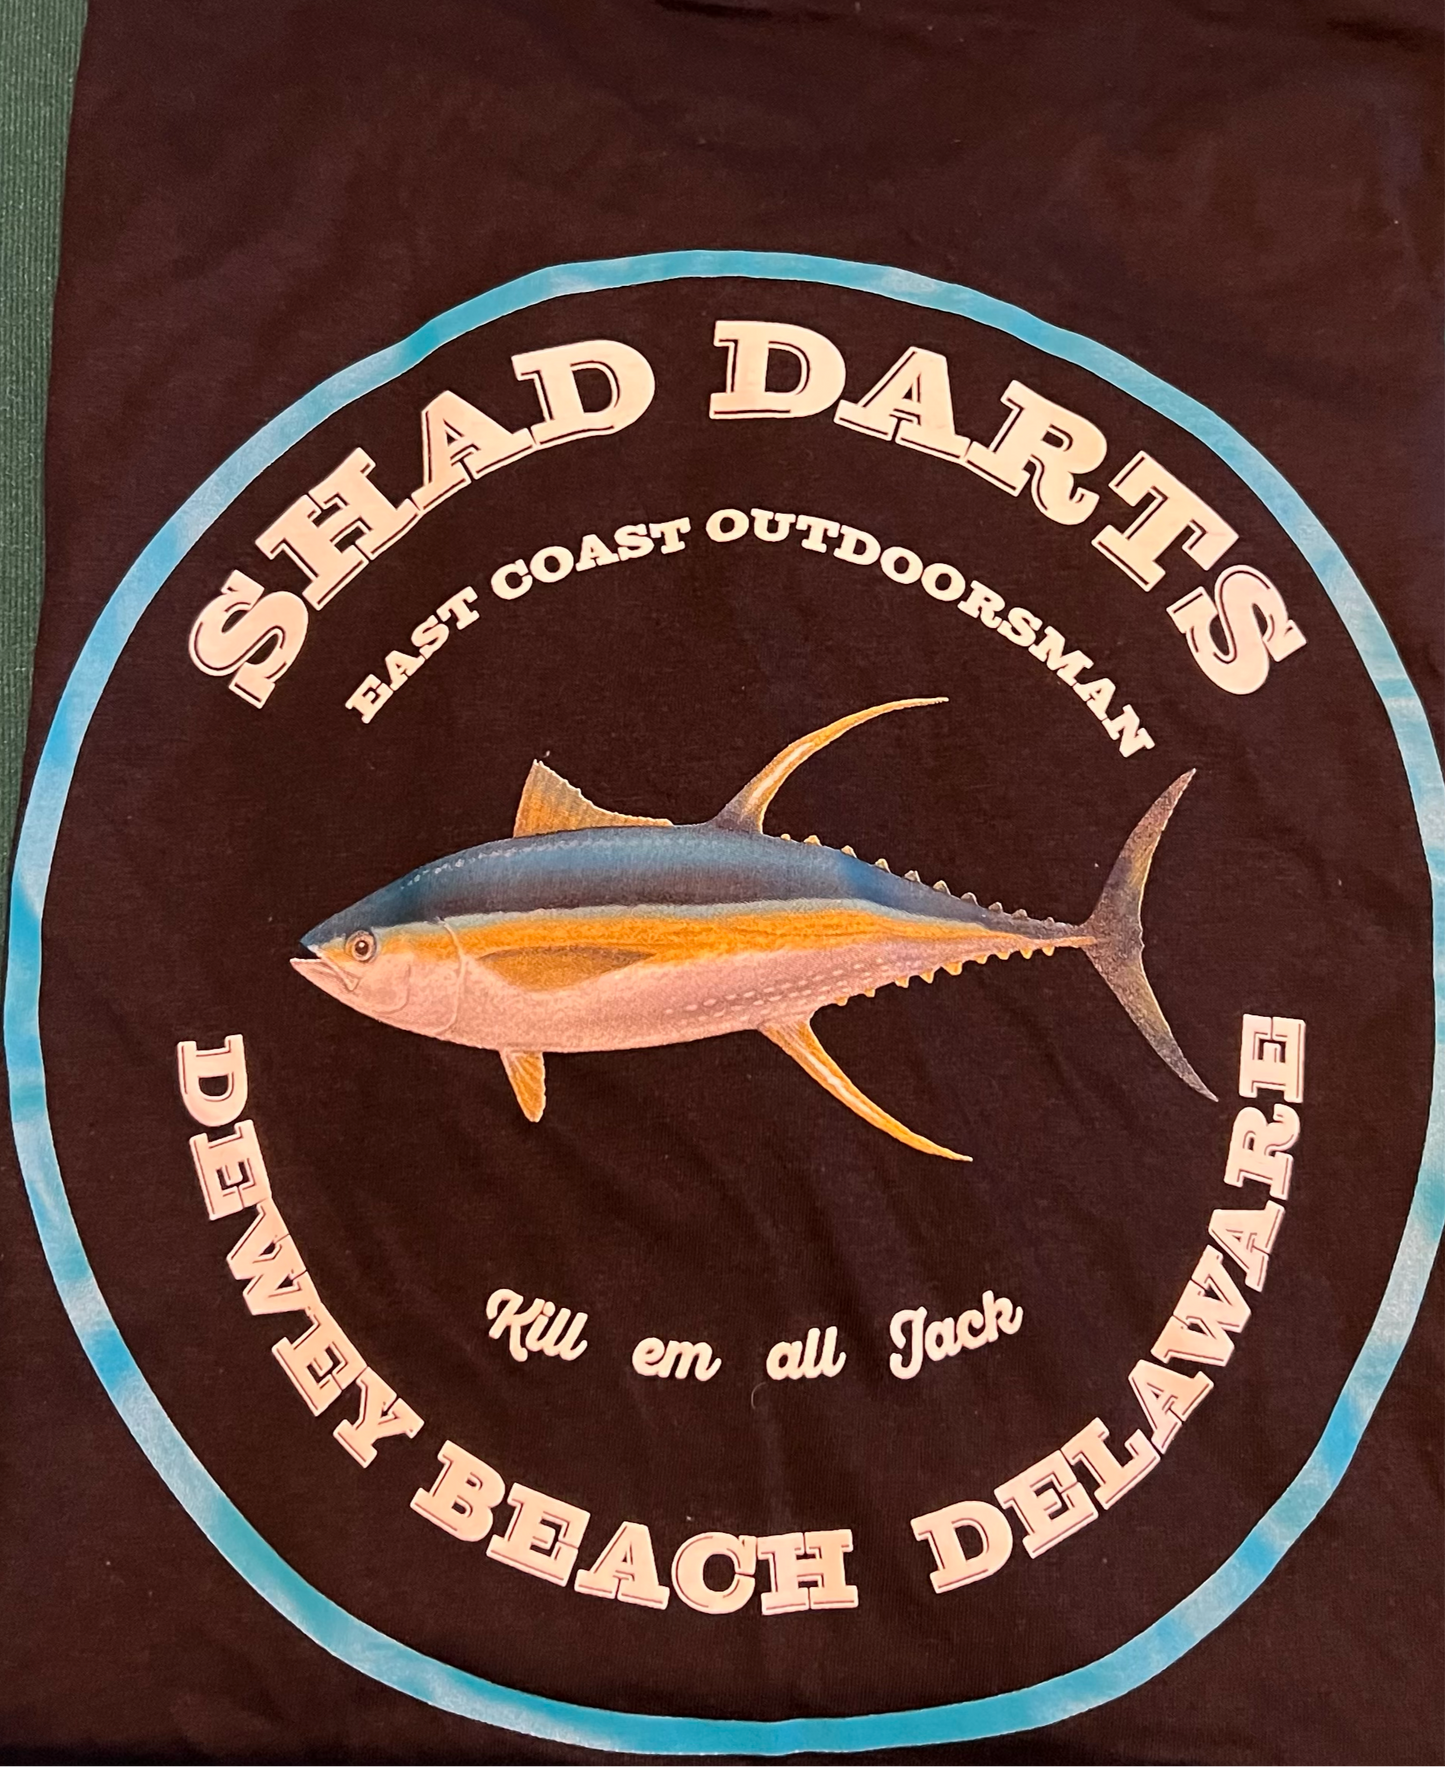 SHAD DARTS
EAST COAST OUTDOORSMAN
Kill em all Jack
DEWEY BEACH DELAWARE